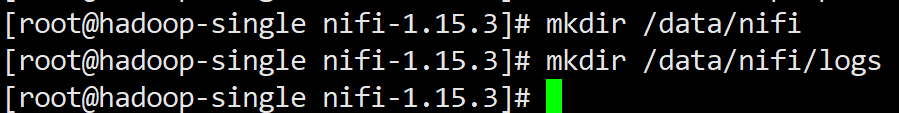 [root@hadoop-single nifi-1.15.3]# mkdir /data/nifi
[root@hadoop-single nifi-1.15.3]# mkdir /data/nifi/logs
[root@hadoop-single nifi-1.15.3]#